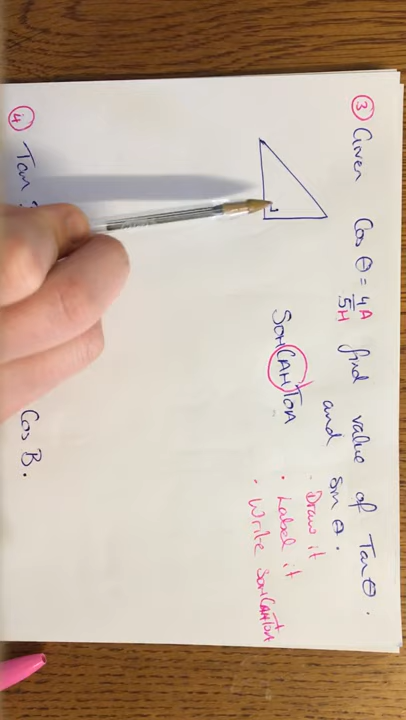 ③ Given Cos θ = 4A/5H find value of Tanθ.
and Sin θ.
SOHCAHTOA
· Draw it
· Label it
· Write SOHCAHTOA
④ Tan
Cos B.